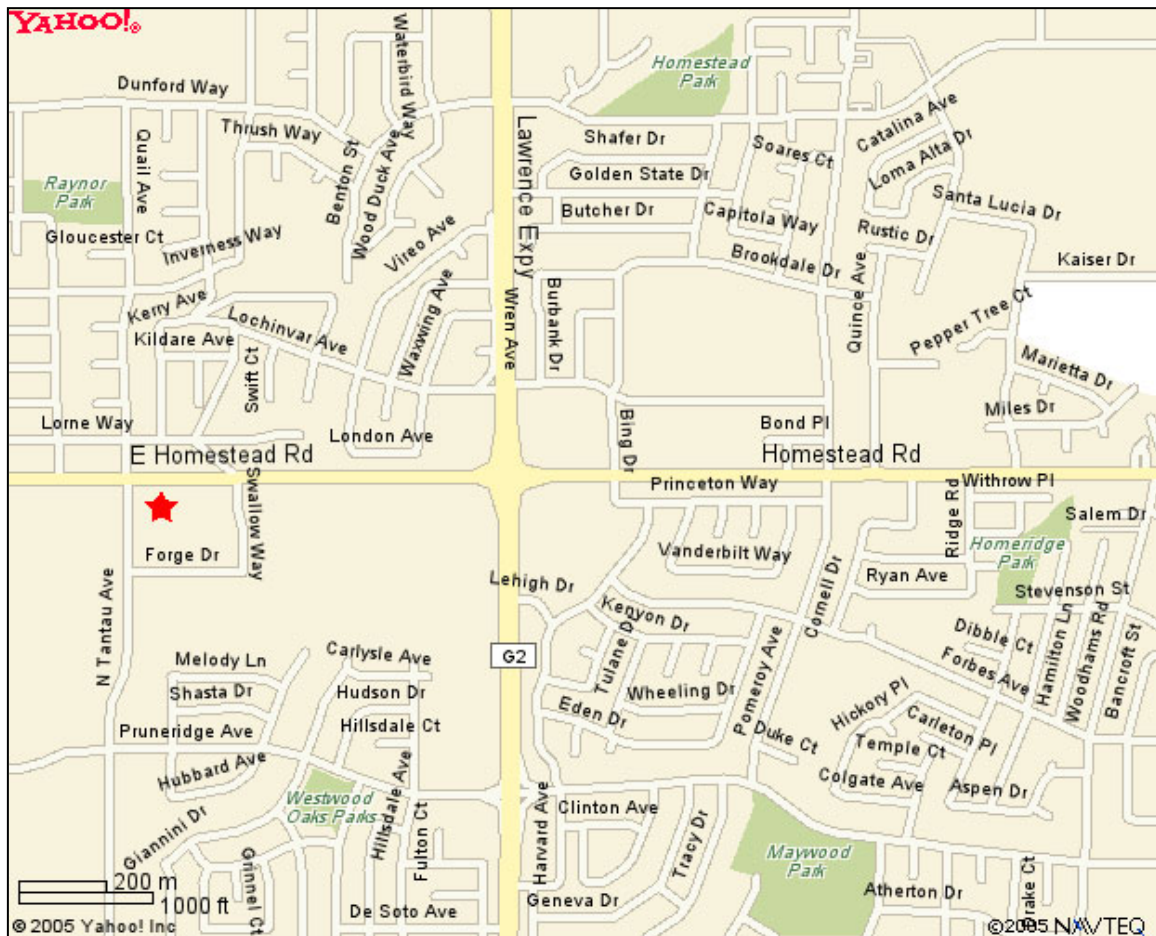 YAHOO!®
Waterbird Way
Dunford Way
Homestead
Park
Thrush Way
Quail Ave
Benton St
Wood Duck Ave
Lawrence Expy
Shafer Dr
Soares Ct
Catalina Ave
Loma Alta Dr
Golden State Dr
Raynor
Park
Butcher Dr
Capitola Way
Santa Lucia Dr
Gloucester Ct
Inverness Way
Vireo Ave
Rustic Dr
Brookdale Dr
Kaiser Dr
Kerry Ave
Lochinvar Ave
Waxwing Ave
Wren Ave
Burbank Dr
Quince Ave
Pepper Tree Ct
Kildare Ave
Swift Ct
Marietta Dr
Lorne Way
London Ave
Bing Dr
Bond Pl
Miles Dr
E Homestead Rd
Homestead Rd
Swallow Way
Princeton Way
Ridge Rd
Withrow Pl
Salem Dr
Forge Dr
Vanderbilt Way
Homeridge
Park
Lehigh Dr
Ryan Ave
Stevenson St
N Tantau Ave
Kenyon Dr
Cornell Dr
Tulane Dr
Dibble Ct
Hamilton Ln
Woodhams Rd
Bancroft St
Melody Ln
Carlysle Ave
G2
Forbes Ave
Shasta Dr
Hudson Dr
Wheeling Dr
Pomeroy Ave
Hickory Pl
Pruneridge Ave
Hillsdale Ct
Eden Dr
Duke Ct
Carleton Pl
Temple Ct
Hubbard Ave
Colgate Ave
Aspen Dr
Westwood
Oaks Parks
Hillsdale Ave
Fulton Ct
Harvard Ave
Clinton Ave
Tracy Dr
Giannini Dr
Grinnel Ct
Maywood
Park
200 m
1000 ft
De Soto Ave
Geneva Dr
Atherton Dr
Drake Ct
© 2005 Yahoo! Inc
©2005 NAVTEQ